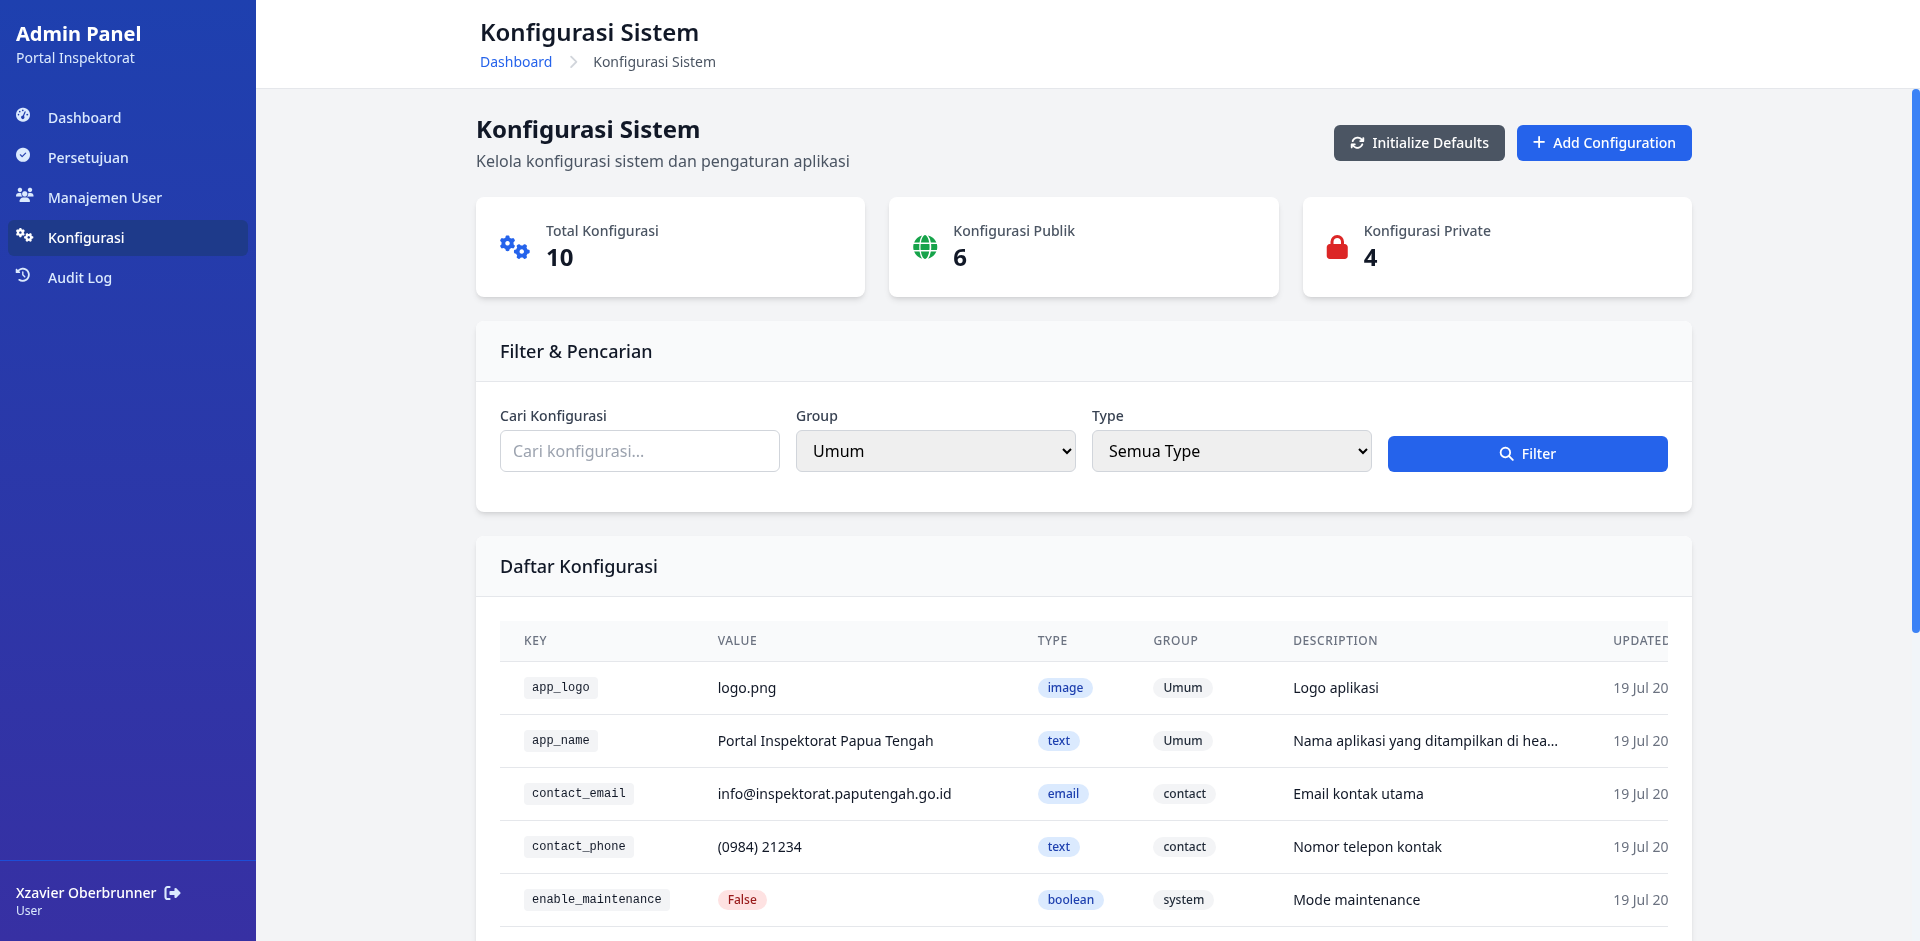 Admin Panel
Portal Inspektorat
Dashboard
Persetujuan
Manajemen User
Konfigurasi
Audit Log
Xzavier Oberbrunner
User
Konfigurasi Sistem
Dashboard Konfigurasi Sistem
Konfigurasi Sistem
Kelola konfigurasi sistem dan pengaturan aplikasi
Initialize Defaults
Add Configuration
Total Konfigurasi
10
Konfigurasi Publik
6
Konfigurasi Private
4
Filter & Pencarian
Cari Konfigurasi Group Type
Cari konfigurasi... Umum Semua Type Filter
Daftar Konfigurasi
KEY VALUE TYPE GROUP DESCRIPTION UPDATED
app_logo logo.png image Umum Logo aplikasi 19 Jul 20
app_name Portal Inspektorat Papua Tengah text Umum Nama aplikasi yang ditampilkan di hea... 19 Jul 20
contact_email info@inspektorat.paputengah.go.id email contact Email kontak utama 19 Jul 20
contact_phone (0984) 21234 text contact Nomor telepon kontak 19 Jul 20
enable_maintenance False boolean system Mode maintenance 19 Jul 20